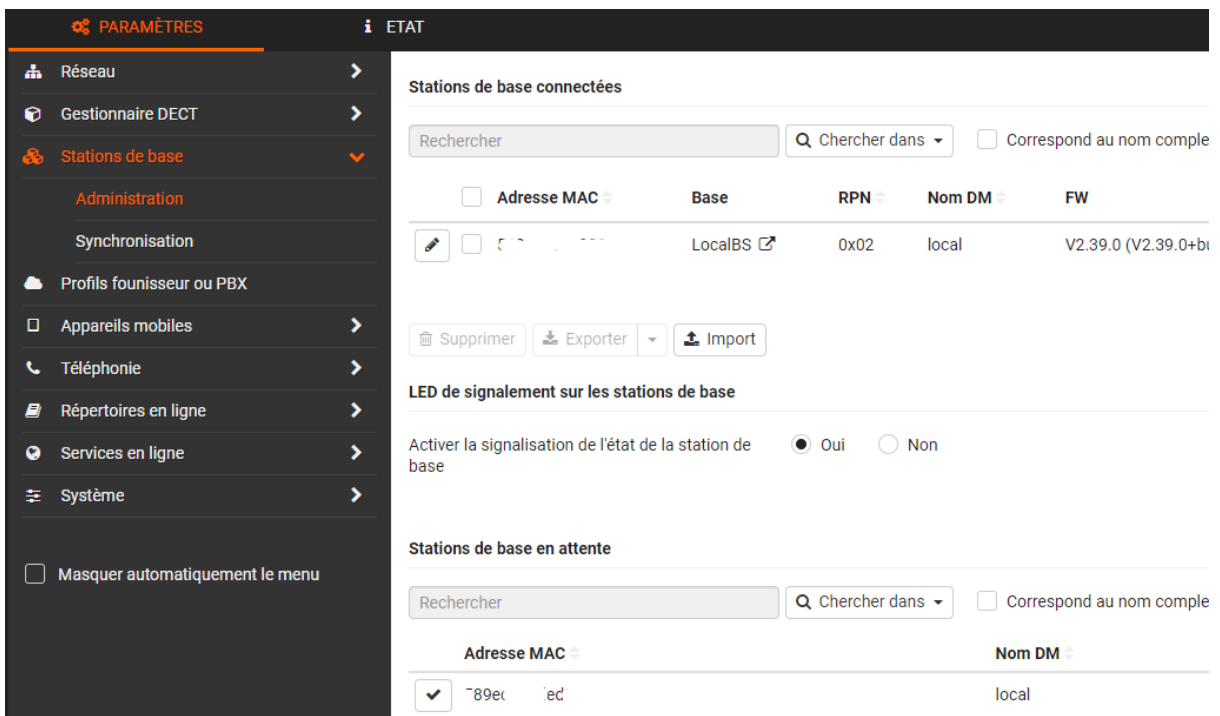 PARAMÈTRES
ETAT
Réseau
Gestionnaire DECT
Stations de base
Administration
Synchronisation
Profils founisseur ou PBX
Appareils mobiles
Téléphonie
Répertoires en ligne
Services en ligne
Système
Masquer automatiquement le menu
Stations de base connectées
Rechercher Chercher dans Correspond au nom comple
Adresse MAC Base RPN Nom DM FW
LocalBS 0x02 local V2.39.0 (V2.39.0+bu
Supprimer Exporter Import
LED de signalement sur les stations de base
Activer la signalisation de l'état de la station de Oui Non
base
Stations de base en attente
Rechercher Chercher dans Correspond au nom comple
Adresse MAC Nom DM
local